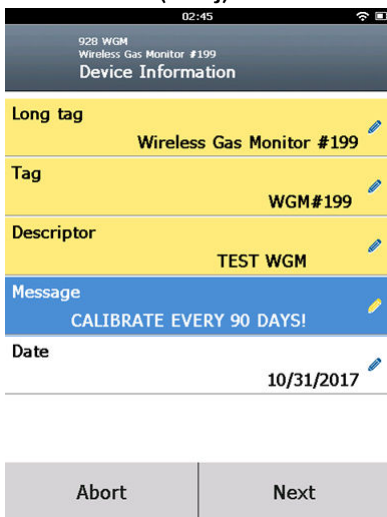 02:45
928 WGM
Wireless Gas Monitor #199
Device Information
Long tag
Wireless Gas Monitor #199
Tag
WGM#199
Descriptor
TEST WGM
Message
CALIBRATE EVERY 90 DAYS!
Date
10/31/2017
Abort
Next